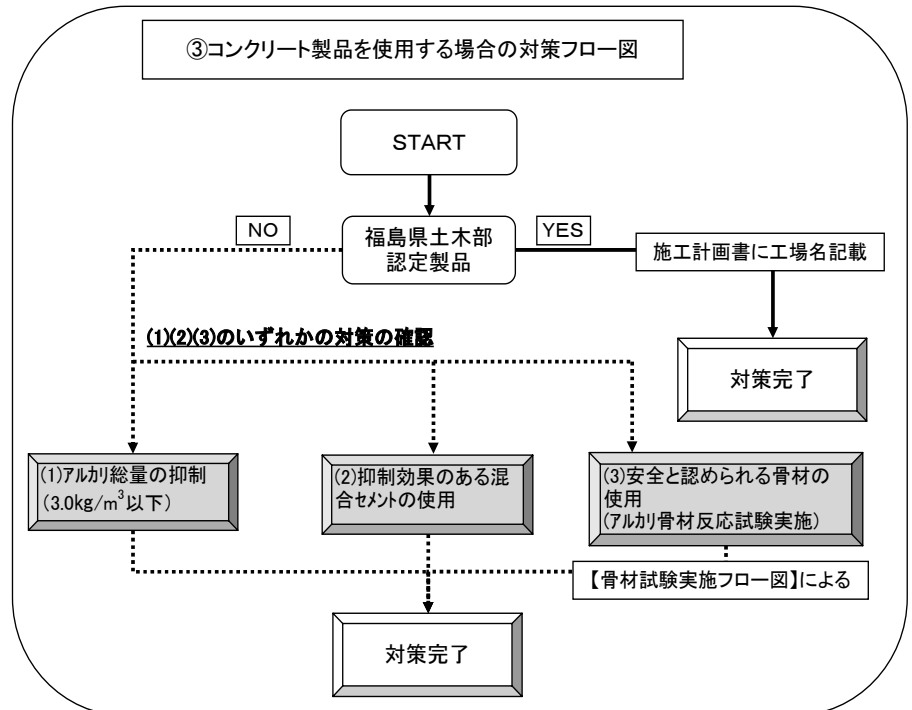 ③コンクリート製品を使用する場合の対策フロー図
START
NO
福島県土木部
認定製品
YES
施工計画書に工場名記載
(1)(2)(3)のいずれかの対策の確認
対策完了
(1)アルカリ総量の抑制
(3.0kg/m³以下)
(2)抑制効果のある混
合セメントの使用
(3)安全と認められる骨材の
使用
(アルカリ骨材反応試験実施)
【骨材試験実施フロー図】による
対策完了